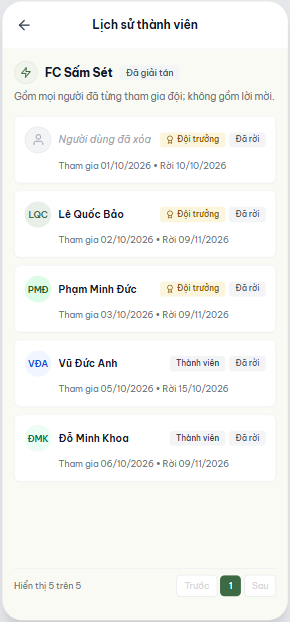 Lịch sử thành viên
FC Sấm Sét Đã giải tán
Gồm mọi người đã từng tham gia đội; không gồm lời mời.
Người dùng đã xóa Đội trưởng Đã rời
Tham gia 01/10/2026 • Rời 10/10/2026
LQC Lê Quốc Bảo Đội trưởng Đã rời
Tham gia 02/10/2026 • Rời 09/11/2026
PMĐ Phạm Minh Đức Đội trưởng Đã rời
Tham gia 03/10/2026 • Rời 09/11/2026
VĐA Vũ Đức Anh Thành viên Đã rời
Tham gia 05/10/2026 • Rời 15/10/2026
ĐMK Đỗ Minh Khoa Thành viên Đã rời
Tham gia 06/10/2026 • Rời 09/11/2026
Hiển thị 5 trên 5 Trước 1 Sau